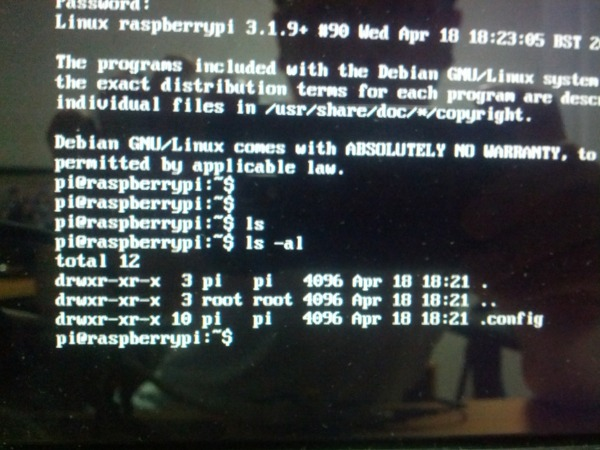 Password:
Linux raspberrypi 3.1.9+ #90 Wed Apr 18 18:23:05 BST
The programs included with the Debian GNU/Linux system
the exact distribution terms for each program are
individual files in /usr/share/doc/*/copyright.
Debian GNU/Linux comes with ABSOLUTELY NO WARRANTY, to
permitted by applicable law.
pi@raspberrypi:~$
pi@raspberrypi:~$
pi@raspberrypi:~$ ls
pi@raspberrypi:~$ ls -al
total 12
drwxr-xr-x 3 pi pi 4096 Apr 18 18:21 .
drwxr-xr-x 3 root root 4096 Apr 18 18:21 ..
drwxr-xr-x 10 pi pi 4096 Apr 18 18:21 .config
pi@raspberrypi:~$